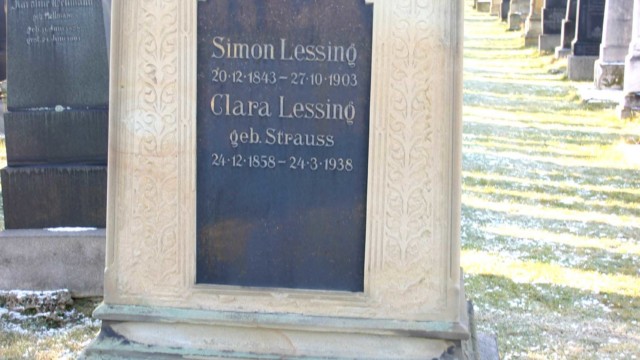 Simon Lessing
20·12·1843 – 27·10·1903
Clara Lessing
geb. Strauss
24·12·1858 – 24·3·1938